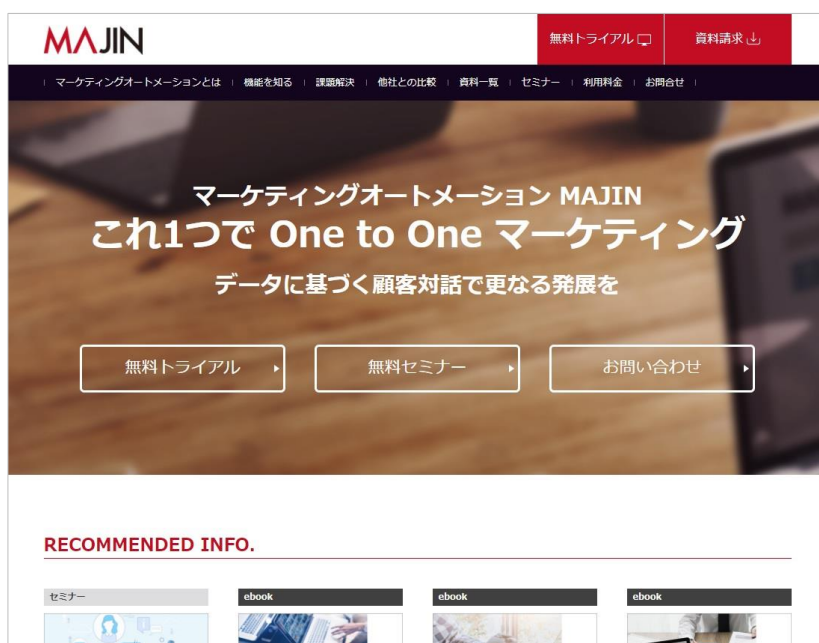 MAJIN
無料トライアル
資料請求
マーケティングオートメーションとは
機能を知る
課題解決
他社との比較
資料一覧
セミナー
利用料金
お問合せ
マーケティングオートメーション MAJIN
これ1つで One to One マーケティング
データに基づく顧客対話で更なる発展を
無料トライアル
無料セミナー
お問い合わせ
RECOMMENDED INFO.
セミナー
ebook
ebook
ebook